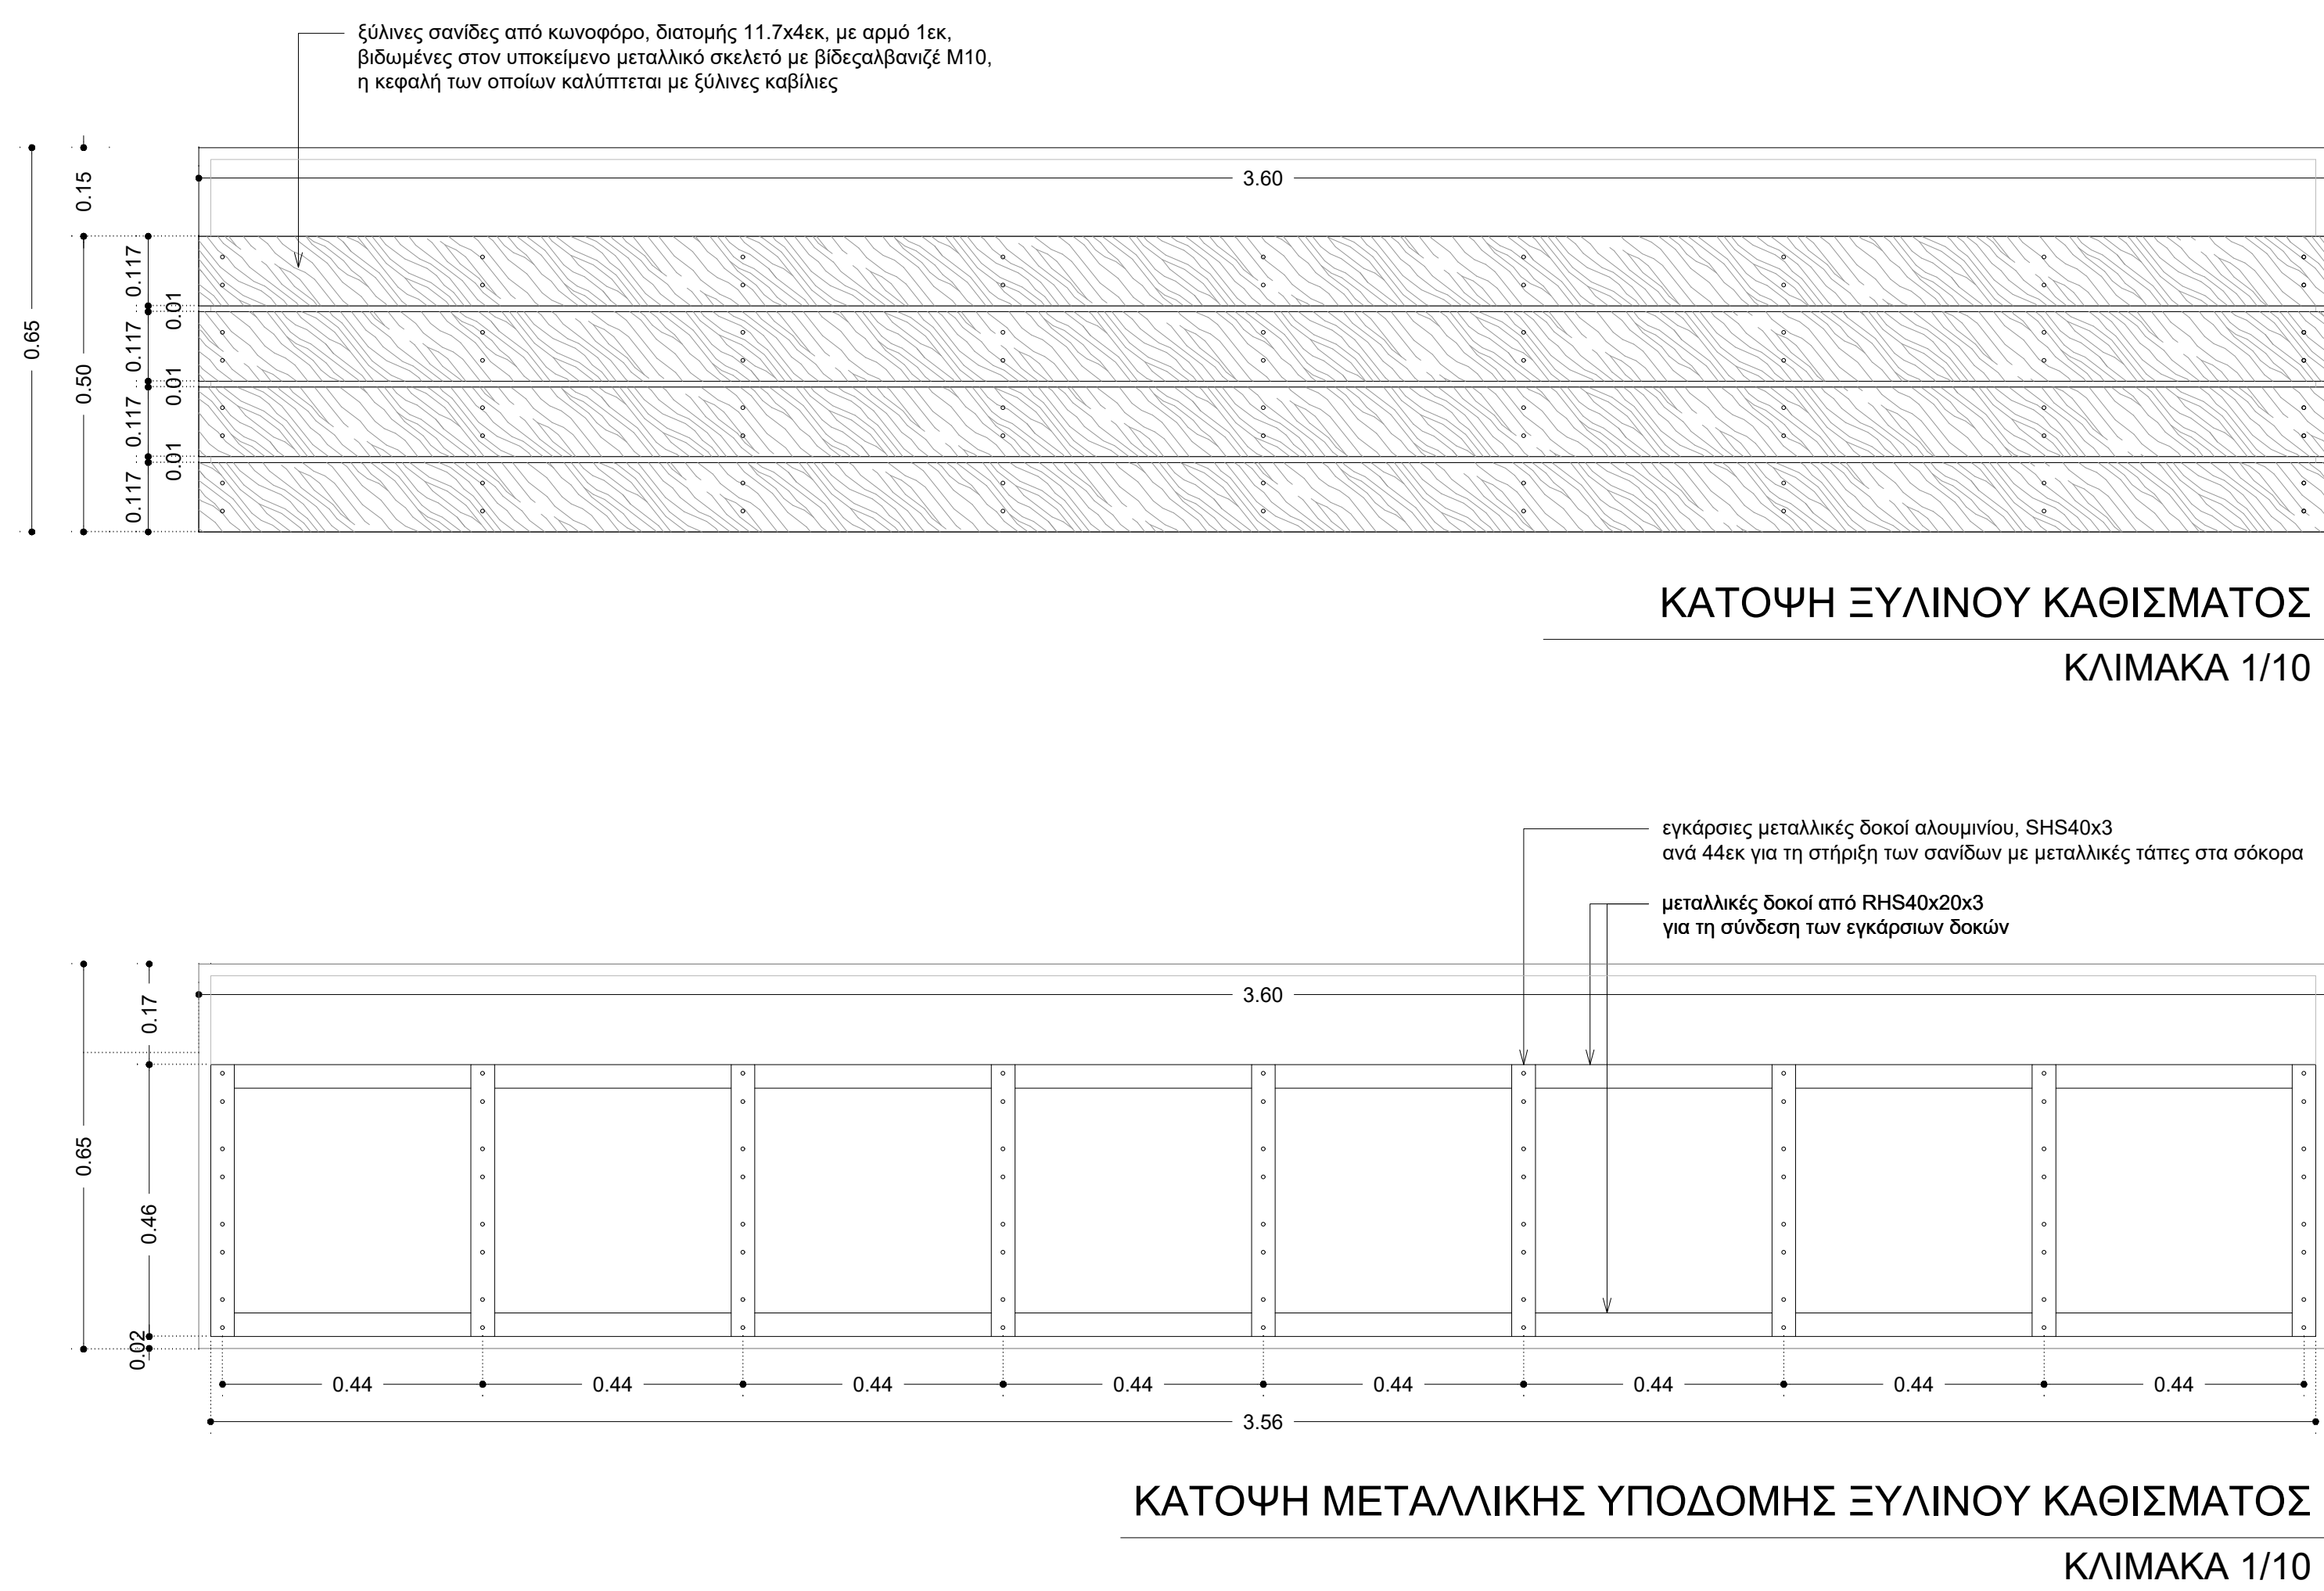 ξύλινες σανίδες από κωνοφόρο, διατομής 11.7x4εκ, με αρμό 1εκ,
βιδωμένες στον υποκείμενο μεταλλικό σκελετό με βίδεςαλβανιζέ Μ10,
η κεφαλή των οποίων καλύπτεται με ξύλινες καβίλιες
0.65
0.15
0.50
0.117
0.01
0.117
0.01
0.117
0.01
0.117
3.60
ΚΑΤΟΨΗ ΞΥΛΙΝΟΥ ΚΑΘΙΣΜΑΤΟΣ
ΚΛΙΜΑΚΑ 1/10
εγκάρσιες μεταλλικές δοκοί αλουμινίου, SHS40x3
ανά 44εκ για τη στήριξη των σανίδων με μεταλλικές τάπες στα σόκορα
μεταλλικές δοκοί από RHS40x20x3
για τη σύνδεση των εγκάρσιων δοκών
3.60
0.65
0.17
0.46
0.02
0.44 0.44 0.44 0.44 0.44 0.44 0.44 0.44
3.56
ΚΑΤΟΨΗ ΜΕΤΑΛΛΙΚΗΣ ΥΠΟΔΟΜΗΣ ΞΥΛΙΝΟΥ ΚΑΘΙΣΜΑΤΟΣ
ΚΛΙΜΑΚΑ 1/10